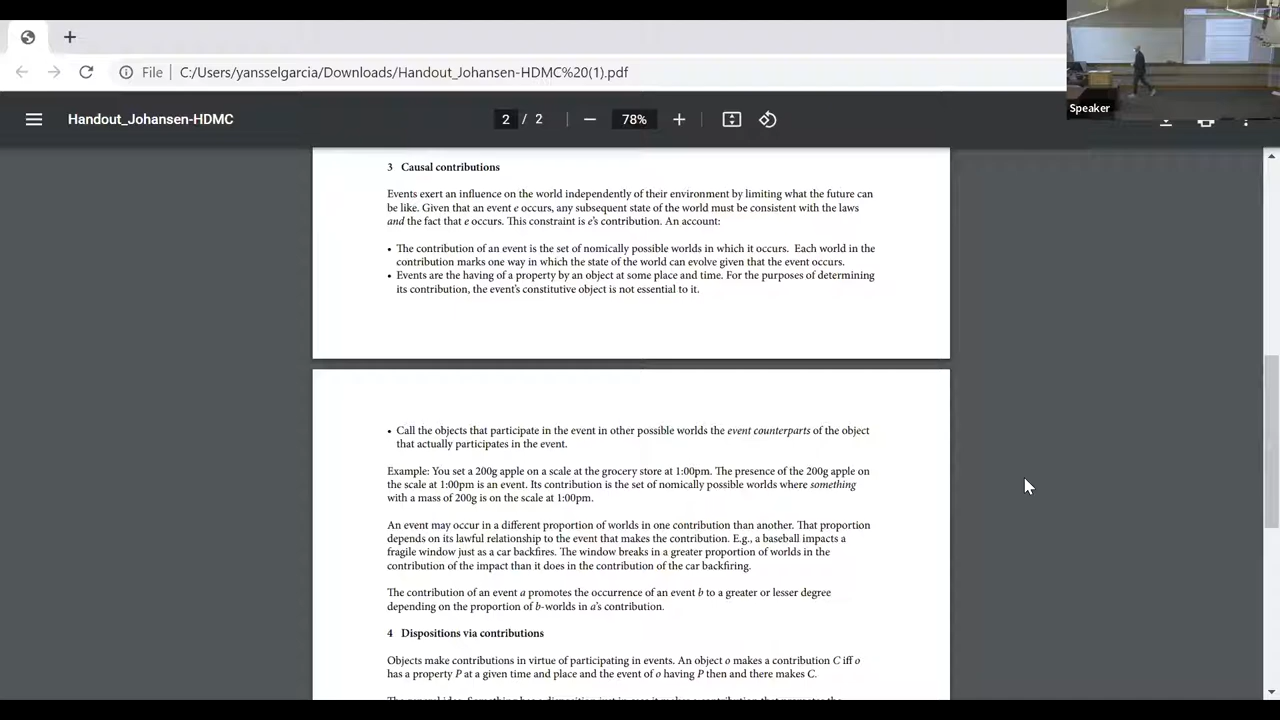 File C:/Users/yansselgarcia/Downloads/Handout_Johansen-HDMC%20(1).pdf
Speaker
Handout_Johansen-HDMC 2 / 2 78%
3 Causal contributions
Events exert an influence on the world independently of their environment by limiting what the future can
be like. Given that an event e occurs, any subsequent state of the world must be consistent with the laws
and the fact that e occurs. This constraint is e's contribution. An account:
• The contribution of an event is the set of nomically possible worlds in which it occurs. Each world in the
contribution marks one way in which the state of the world can evolve given that the event occurs.
• Events are the having of a property by an object at some place and time. For the purposes of determining
its contribution, the event's constitutive object is not essential to it.
• Call the objects that participate in the event in other possible worlds the event counterparts of the object
that actually participates in the event.
Example: You set a 200g apple on a scale at the grocery store at 1:00pm. The presence of the 200g apple on
the scale at 1:00pm is an event. Its contribution is the set of nomically possible worlds where something
with a mass of 200g is on the scale at 1:00pm.
An event may occur in a different proportion of worlds in one contribution than another. That proportion
depends on its lawful relationship to the event that makes the contribution. E.g., a baseball impacts a
fragile window just as a car backfires. The window breaks in a greater proportion of worlds in the
contribution of the impact than it does in the contribution of the car backfiring.
The contribution of an event a promotes the occurrence of an event b to a greater or lesser degree
depending on the proportion of b-worlds in a's contribution.
4 Dispositions via contributions
Objects make contributions in virtue of participating in events. An object o makes a contribution C iff o
has a property P at a given time and place and the event of o having P then and there makes C.